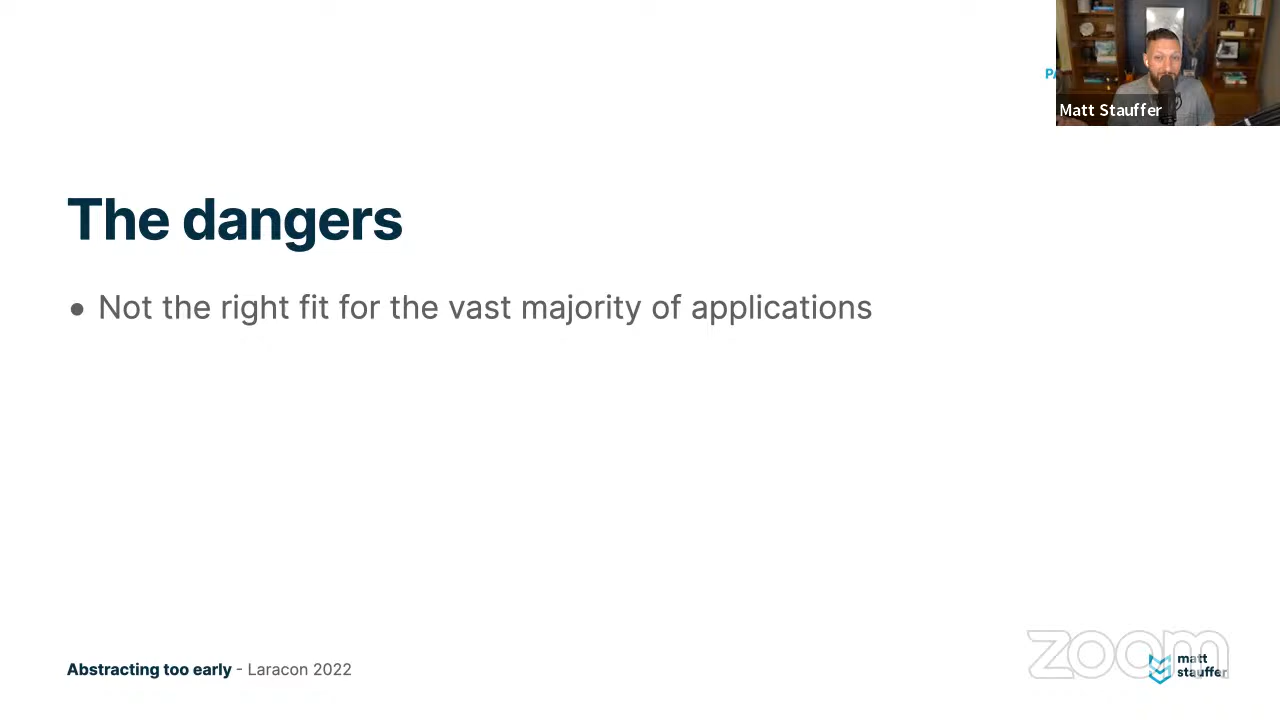 Matt Stauffer
The dangers
• Not the right fit for the vast majority of applications
Abstracting too early - Laracon 2022
zoom
matt
stauffer